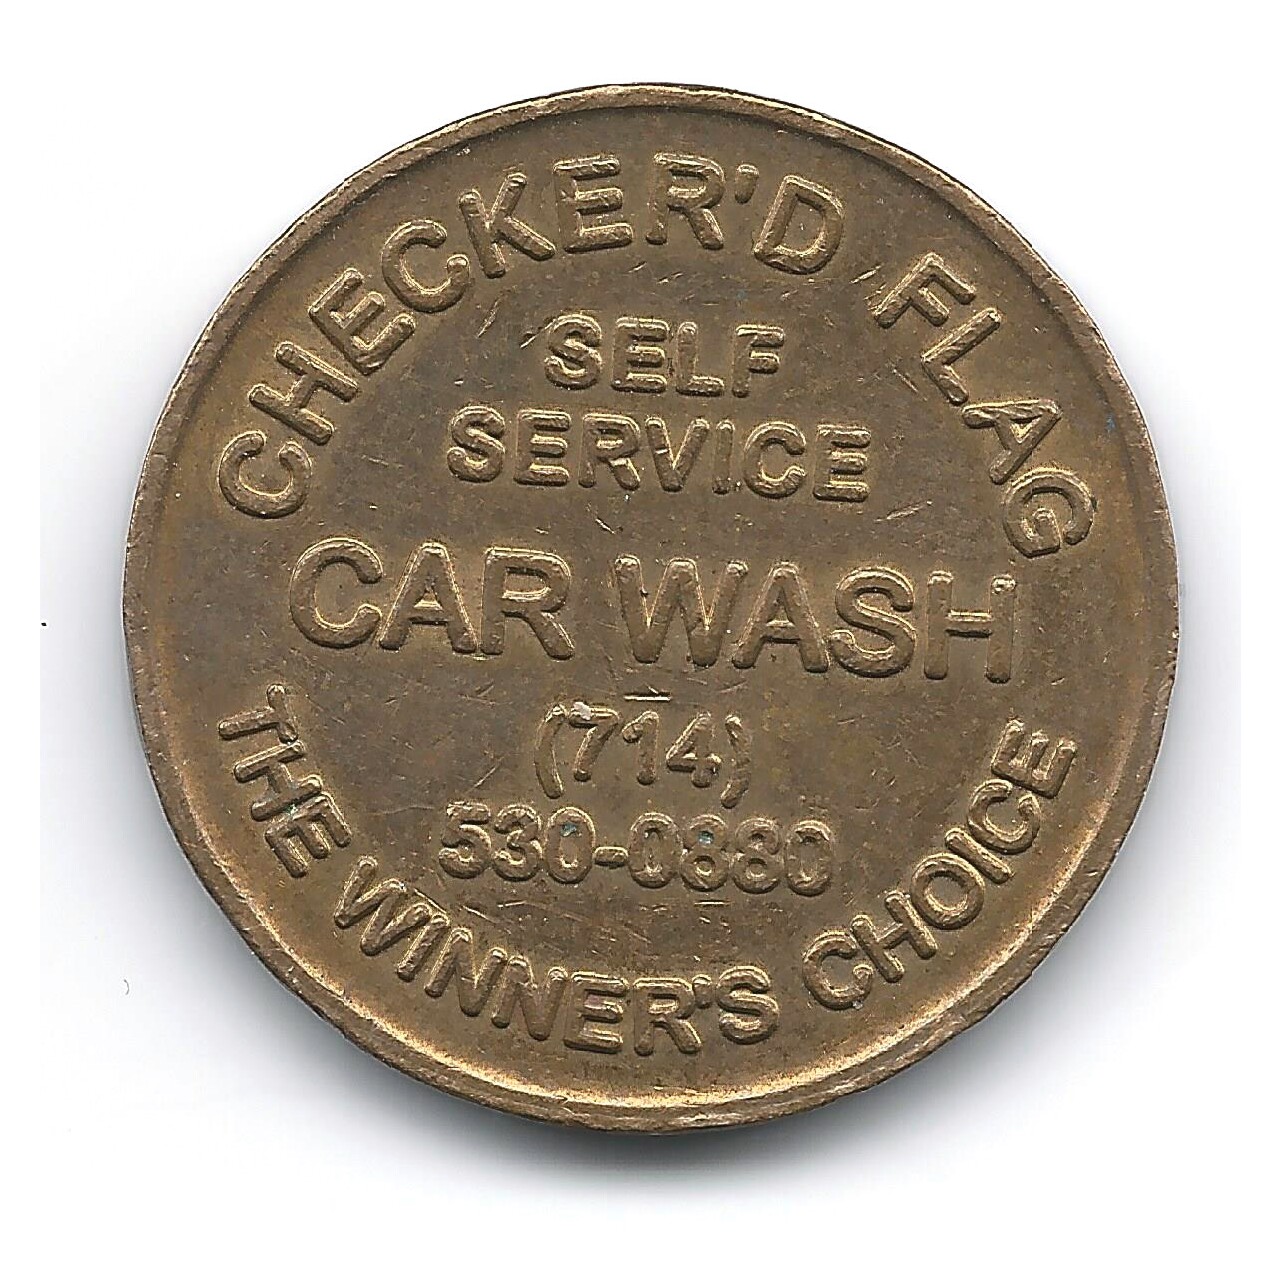 CHECKER'D FLAG
SELF
SERVICE
CAR WASH
(714)
530-0880
THE WINNER'S CHOICE